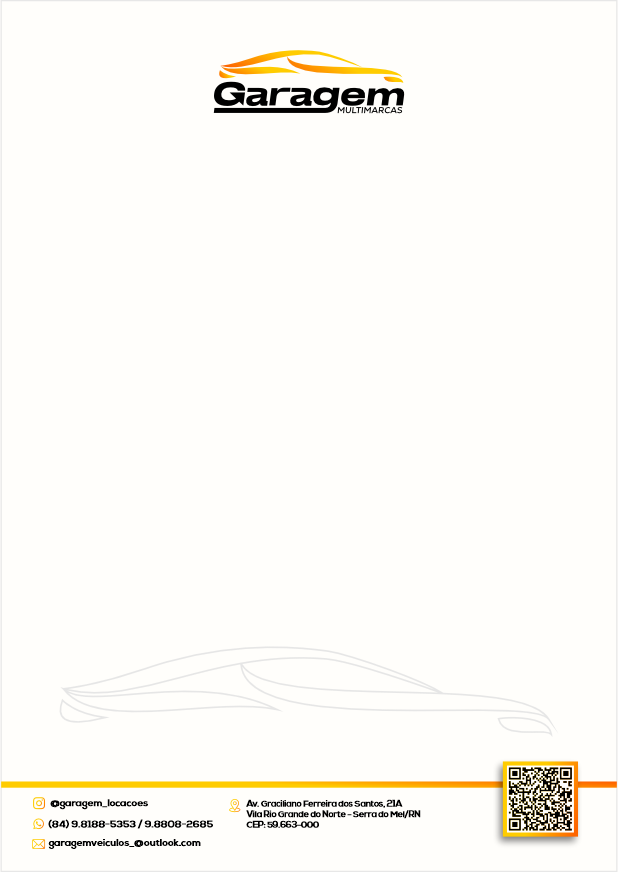 Garagem
MULTIMARCAS
@garagem_locacoes
(84) 9.8188-5353 / 9.8808-2685
garagemveiculos_@outlook.com
Av. Graciliano Ferreira dos Santos, 21A
Vila Rio Grande do Norte - Serra do Mel/RN
CEP: 59.663-000